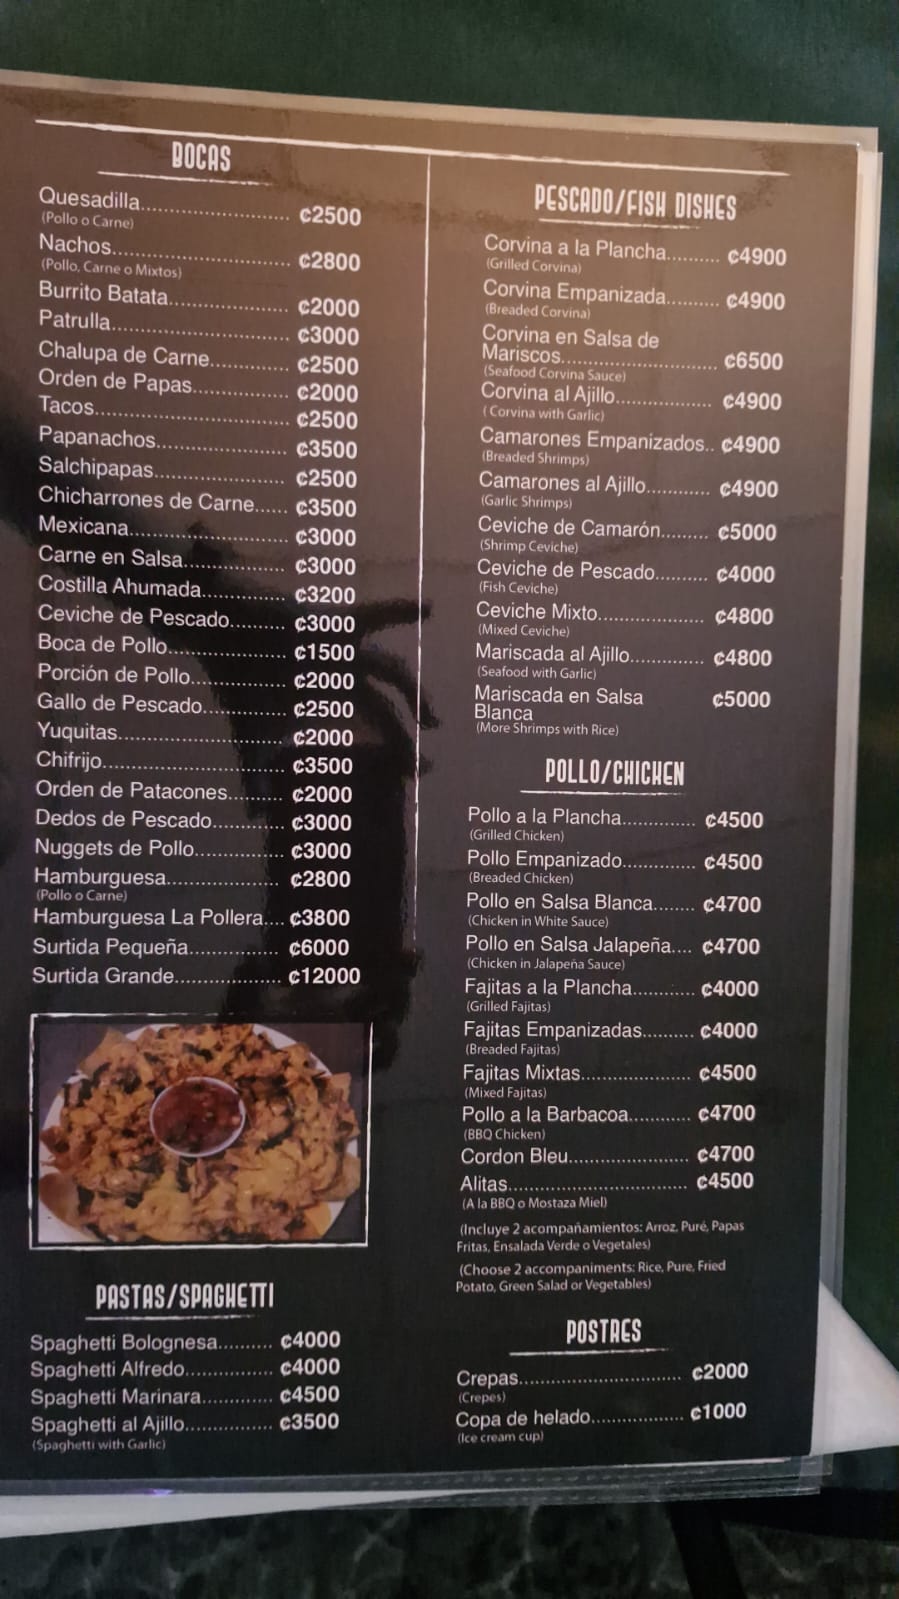 BOCAS
Quesadilla........................ ¢2500
(Pollo o Carne)
Nachos............................. ¢2800
(Pollo, Carne o Mixtos)
Burrito Batata................... ¢2000
Patrulla............................ ¢3000
Chalupa de Carne............ ¢2500
Orden de Papas............... ¢2000
Tacos............................... ¢2500
Papanachos..................... ¢3500
Salchipapas..................... ¢2500
Chicharrones de Carne...... ¢3500
Mexicana......................... ¢3000
Carne en Salsa................. ¢3000
Costilla Ahumada.............. ¢3200
Ceviche de Pescado.......... ¢3000
Boca de Pollo.................... ¢1500
Porción de Pollo................ ¢2000
Gallo de Pescado.............. ¢2500
Yuquitas............................ ¢2000
Chifrijo............................... ¢3500
Orden de Patacones.......... ¢2000
Dedos de Pescado............. ¢3000
Nuggets de Pollo................ ¢3000
Hamburguesa.................... ¢2800
(Pollo o Carne)
Hamburguesa La Pollera.... ¢3800
Surtida Pequeña................ ¢6000
Surtida Grande................... ¢12000
PASTAS/SPAGHETTI
Spaghetti Bolognesa.......... ¢4000
Spaghetti Alfredo................ ¢4000
Spaghetti Marinara............. ¢4500
Spaghetti al Ajillo................ ¢3500
(Spaghetti with Garlic)
PESCADO/FISH DISHES
Corvina a la Plancha.......... ¢4900
(Grilled Corvina)
Corvina Empanizada.......... ¢4900
(Breaded Corvina)
Corvina en Salsa de
Mariscos............................ ¢6500
(Seafood Corvina Sauce)
Corvina al Ajillo.................. ¢4900
( Corvina with Garlic)
Camarones Empanizados.. ¢4900
(Breaded Shrimps)
Camarones al Ajillo............ ¢4900
(Garlic Shrimps)
Ceviche de Camarón......... ¢5000
(Shrimp Ceviche)
Ceviche de Pescado.......... ¢4000
(Fish Ceviche)
Ceviche Mixto.................... ¢4800
(Mixed Ceviche)
Mariscada al Ajillo.............. ¢4800
(Seafood with Garlic)
Mariscada en Salsa ¢5000
Blanca
(More Shrimps with Rice)
POLLO/CHICKEN
Pollo a la Plancha.............. ¢4500
(Grilled Chicken)
Pollo Empanizado.............. ¢4500
(Breaded Chicken)
Pollo en Salsa Blanca........ ¢4700
(Chicken in White Sauce)
Pollo en Salsa Jalapeña.... ¢4700
(Chicken in Jalapeña Sauce)
Fajitas a la Plancha............ ¢4000
(Grilled Fajitas)
Fajitas Empanizadas.......... ¢4000
(Breaded Fajitas)
Fajitas Mixtas..................... ¢4500
(Mixed Fajitas)
Pollo a la Barbacoa............ ¢4700
(BBQ Chicken)
Cordon Bleu....................... ¢4700
Alitas.................................. ¢4500
(A la BBQ o Mostaza Miel)
(Incluye 2 acompañamientos: Arroz, Puré, Papas
Fritas, Ensalada Verde o Vegetales)
(Choose 2 accompaniments: Rice, Pure, Fried
Potato, Green Salad or Vegetables)
POSTRES
Crepas............................... ¢2000
(Crepes)
Copa de helado.................. ¢1000
(Ice cream cup)